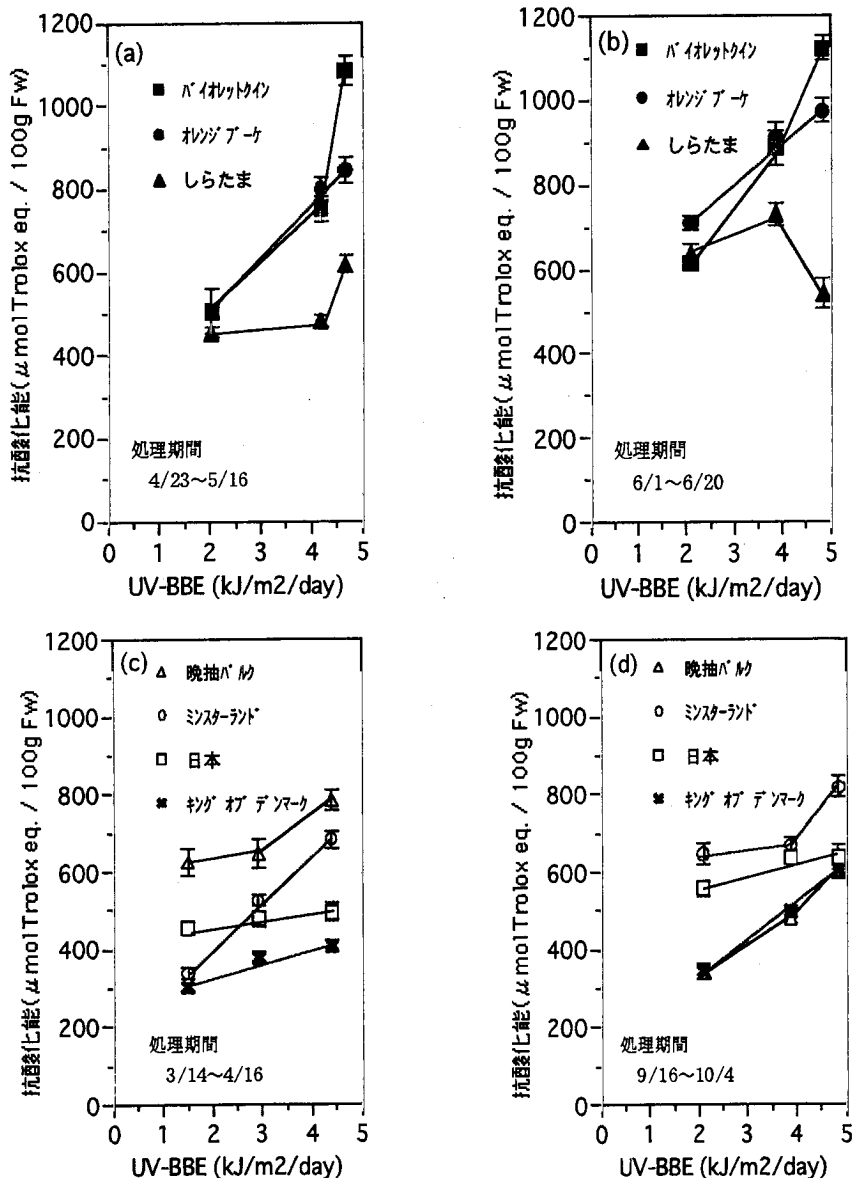 (a)
1200
1000
800
600
400
200
0
抗酸化能(μmolTrolox eq. / 100g Fw)
■ バイオレットクイン
● オレンジブーケ
▲ しらたま
処理期間
4/23～5/16
0 1 2 3 4 5
UV-BBE (kJ/m2/day)
(b)
1200
1000
800
600
400
200
0
抗酸化能(μmolTrolox eq. / 100g Fw)
■ バイオレットクイン
● オレンジブーケ
▲ しらたま
処理期間
6/1～6/20
0 1 2 3 4 5
UV-BBE (kJ/m2/day)
(c)
1200
1000
800
600
400
200
0
抗酸化能(μmolTrolox eq. / 100g Fw)
△ 晩抽パルク
○ ミンスターランド
□ 日本
✖ キング オブ デンマーク
処理期間
3/14～4/16
0 1 2 3 4 5
UV-BBE (kJ/m2/day)
(d)
1200
1000
800
600
400
200
0
抗酸化能(μmolTrolox eq. / 100g Fw)
△ 晩抽パルク
○ ミンスターランド
□ 日本
✖ キング オブ デンマーク
処理期間
9/16～10/4
0 1 2 3 4 5
UV-BBE (kJ/m2/day)